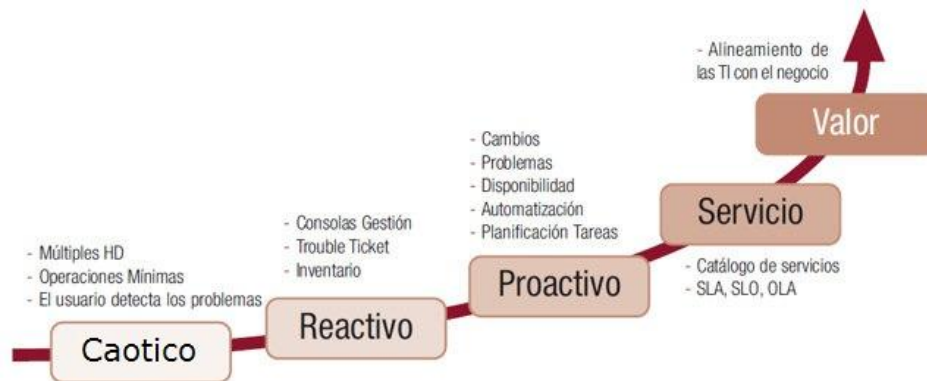 - Múltiples HD
- Operaciones Mínimas
- El usuario detecta los problemas
Caotico
- Consolas Gestión
- Trouble Ticket
- Inventario
Reactivo
- Cambios
- Problemas
- Disponibilidad
- Automatización
- Planificación Tareas
Proactivo
Servicio
- Catálogo de servicios
- SLA, SLO, OLA
- Alineamiento de
las TI con el negocio
Valor